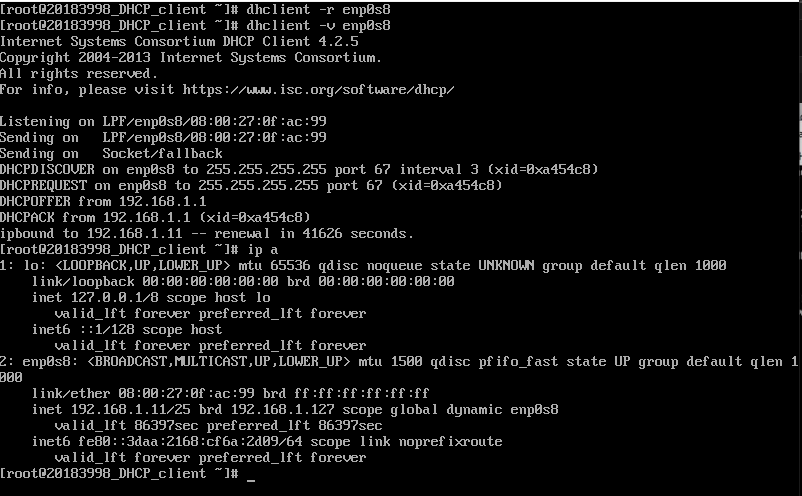 [root@20183998_DHCP_client ~]# dhclient -r enp0s8
[root@20183998_DHCP_client ~]# dhclient -v enp0s8
Internet Systems Consortium DHCP Client 4.2.5
Copyright 2004-2013 Internet Systems Consortium.
All rights reserved.
For info, please visit https://www.isc.org/software/dhcp/

Listening on LPF/enp0s8/08:00:27:0f:ac:99
Sending on   LPF/enp0s8/08:00:27:0f:ac:99
Sending on   Socket/fallback
DHCPDISCOVER on enp0s8 to 255.255.255.255 port 67 interval 3 (xid=0xa454c8)
DHCPREQUEST on enp0s8 to 255.255.255.255 port 67 (xid=0xa454c8)
DHCPOFFER from 192.168.1.1
DHCPACK from 192.168.1.1 (xid=0xa454c8)
ipbound to 192.168.1.11 -- renewal in 41626 seconds.
[root@20183998_DHCP_client ~]# ip a
1: lo: <LOOPBACK,UP,LOWER_UP> mtu 65536 qdisc noqueue state UNKNOWN group default qlen 1000
    link/loopback 00:00:00:00:00:00 brd 00:00:00:00:00:00
    inet 127.0.0.1/8 scope host lo
       valid_lft forever preferred_lft forever
    inet6 ::1/128 scope host
       valid_lft forever preferred_lft forever
2: enp0s8: <BROADCAST,MULTICAST,UP,LOWER_UP> mtu 1500 qdisc pfifo_fast state UP group default qlen 1
000
    link/ether 08:00:27:0f:ac:99 brd ff:ff:ff:ff:ff:ff
    inet 192.168.1.11/25 brd 192.168.1.127 scope global dynamic enp0s8
       valid_lft 86397sec preferred_lft 86397sec
    inet6 fe80::3daa:2168:cf6a:2d09/64 scope link noprefixroute
       valid_lft forever preferred_lft forever
[root@20183998_DHCP_client ~]# _